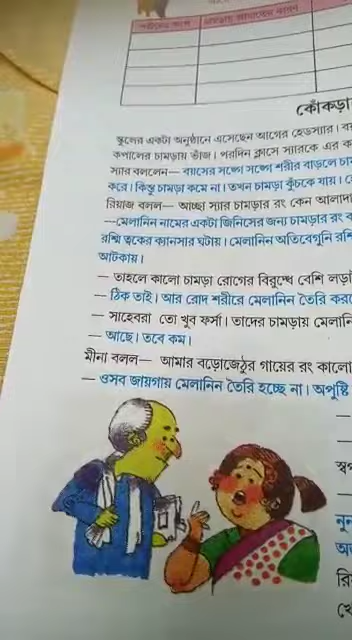 কোঁকড়া
স্কুলের একটা অনুষ্ঠানে এসেছেন আগের হেডস্যার।
কপালের চামড়ায় ভাঁজ। পরদিন ক্লাসে স্যারকে এর
স্যার বললেন— বয়সের সঙ্গে সঙ্গে শরীর বাড়লে
করে। কিন্তু চামড়া কমে না। তখন চামড়া কুঁচকে যায়।
রিয়াজ বলল— আচ্ছা স্যার চামড়ার রং কেন আলাদা
—মেলানিন নামের একটা জিনিসের জন্য চামড়ার রং
রশ্মি ত্বকের ক্যানসার ঘটায়। মেলানিন অতিবেগুনি রশ্মি
আটকায়।
— তাহলে কালো চামড়া রোগের বিরুদ্ধে বেশি
— ঠিক তাই। আর রোদ শরীরে মেলানিন তৈরি
— সাহেবরা তো খুব ফর্সা। তাদের চামড়ায়
— আছে। তবে কম।
মীনা বলল— আমার বড়োজেঠুর গায়ের রং কালো
— ওসব জায়গায় মেলানিন তৈরি হচ্ছে না। অপুষ্টি